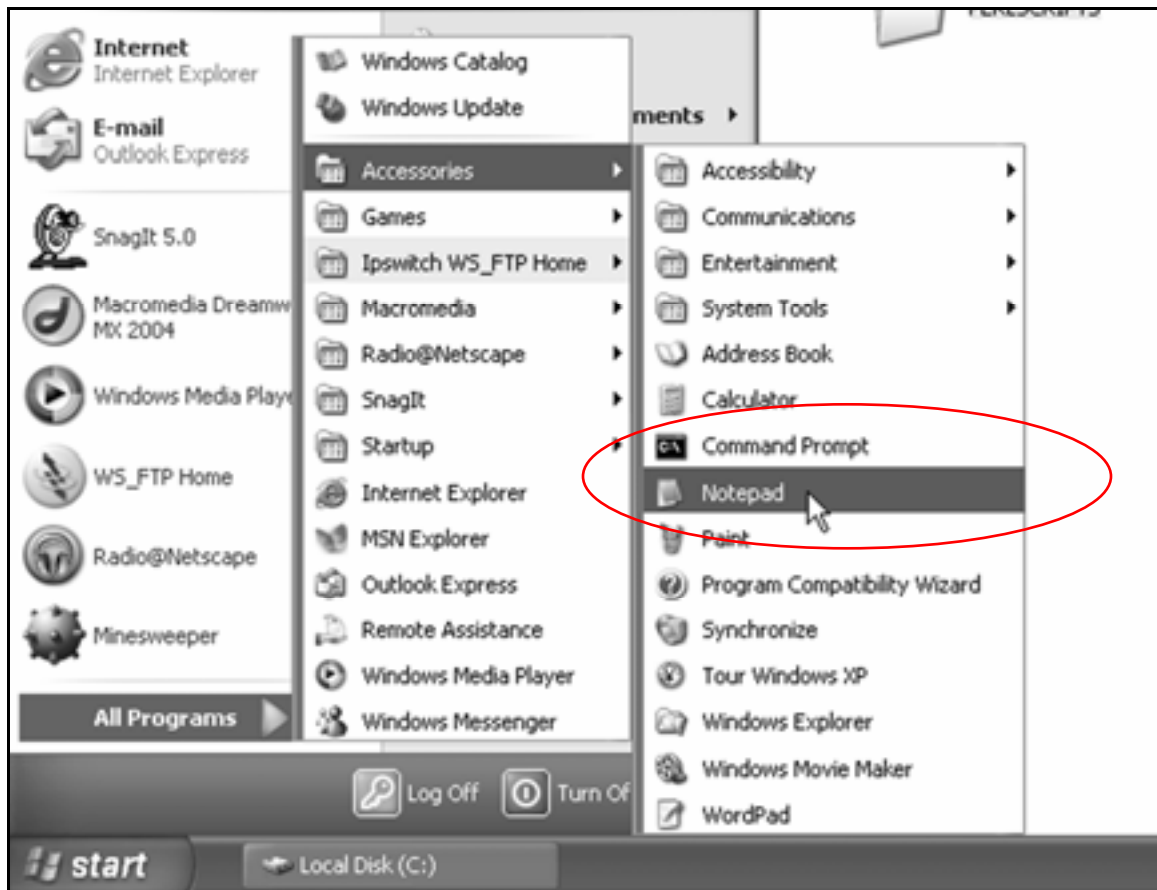 Internet
Internet Explorer
E-mail
Outlook Express
SnagIt 5.0
Macromedia Dreamw
MX 2004
Windows Media Playe
WS_FTP Home
Radio@Netscape
Minesweeper
All Programs
Windows Catalog
Windows Update
Accessories
Games
Ipswitch WS_FTP Home
Macromedia
Radio@Netscape
SnagIt
Startup
Internet Explorer
MSN Explorer
Outlook Express
Remote Assistance
Windows Media Player
Windows Messenger
ments
Accessibility
Communications
Entertainment
System Tools
Address Book
Calculator
C:\
Command Prompt
Notepad
Paint
Program Compatibility Wizard
Synchronize
Tour Windows XP
Windows Explorer
Windows Movie Maker
WordPad
Log Off
Turn Of
start
Local Disk (C:)